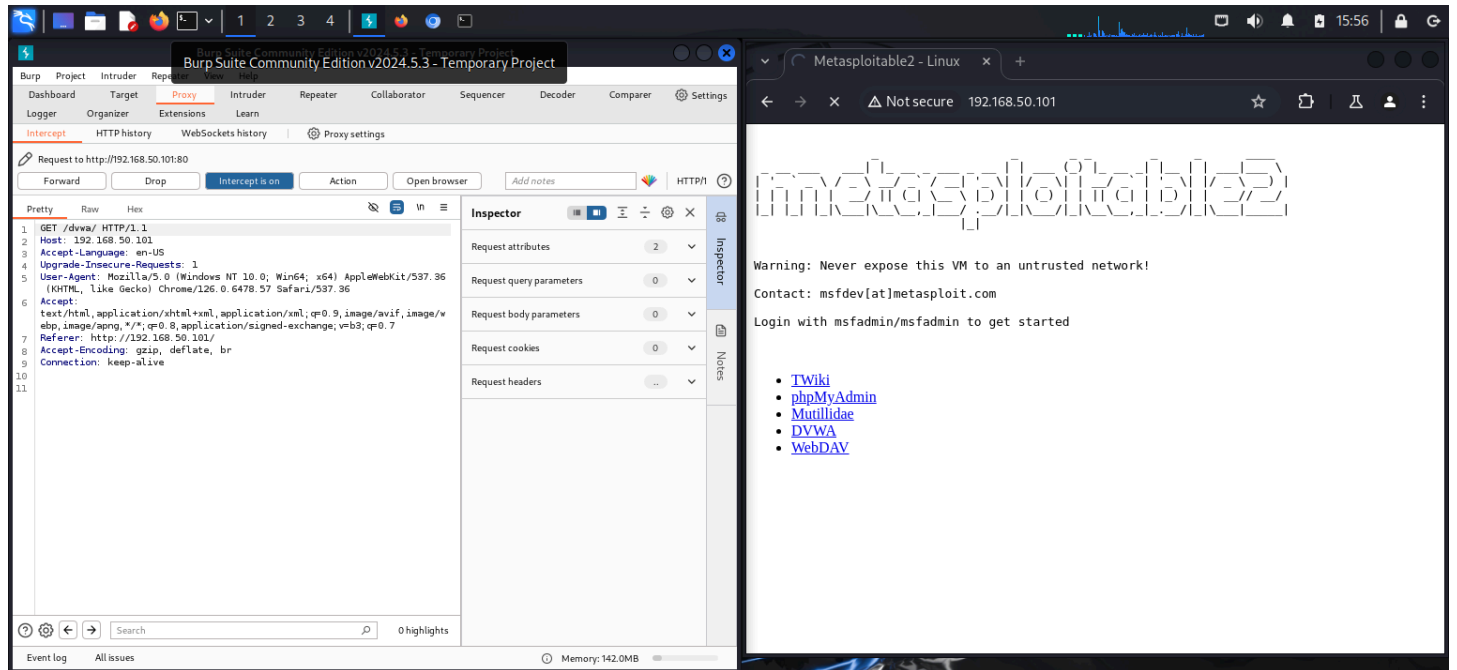 1 2 3 4 15:56
Burp Suite Community Edition v2024.5.3 - Temporary Project
Burp Suite Community Edition v2024.5.3 - Temporary Project
Burp Project Intruder Repeater View Help
Dashboard Target Proxy Intruder Repeater Collaborator Sequencer Decoder Comparer Settings
Logger Organizer Extensions Learn
Intercept HTTP history WebSockets history Proxy settings
Request to http://192.168.50.101:80
Forward Drop Intercept is on Action Open browser Add notes HTTP/1
Pretty Raw Hex \n
1 GET /dvwa/ HTTP/1.1
2 Host: 192.168.50.101
3 Accept-Language: en-US
4 Upgrade-Insecure-Requests: 1
5 User-Agent: Mozilla/5.0 (Windows NT 10.0; Win64; x64) AppleWebKit/537.36
(KHTML, like Gecko) Chrome/126.0.6478.57 Safari/537.36
6 Accept:
text/html,application/xhtml+xml,application/xml;q=0.9,image/avif,image/w
ebp,image/apng,*/*;q=0.8,application/signed-exchange;v=b3;q=0.7
7 Referer: http://192.168.50.101/
8 Accept-Encoding: gzip, deflate, br
9 Connection: keep-alive
10
11
Inspector
Request attributes 2
Request query parameters 0
Request body parameters 0
Request cookies 0
Request headers ..
Inspector
Notes
Search 0 highlights
Event log All issues Memory: 142.0MB
Metasploitable2 - Linux
Not secure 192.168.50.101
metasploitable2
Warning: Never expose this VM to an untrusted network!
Contact: msfdev[at]metasploit.com
Login with msfadmin/msfadmin to get started
TWiki
phpMyAdmin
Mutillidae
DVWA
WebDAV